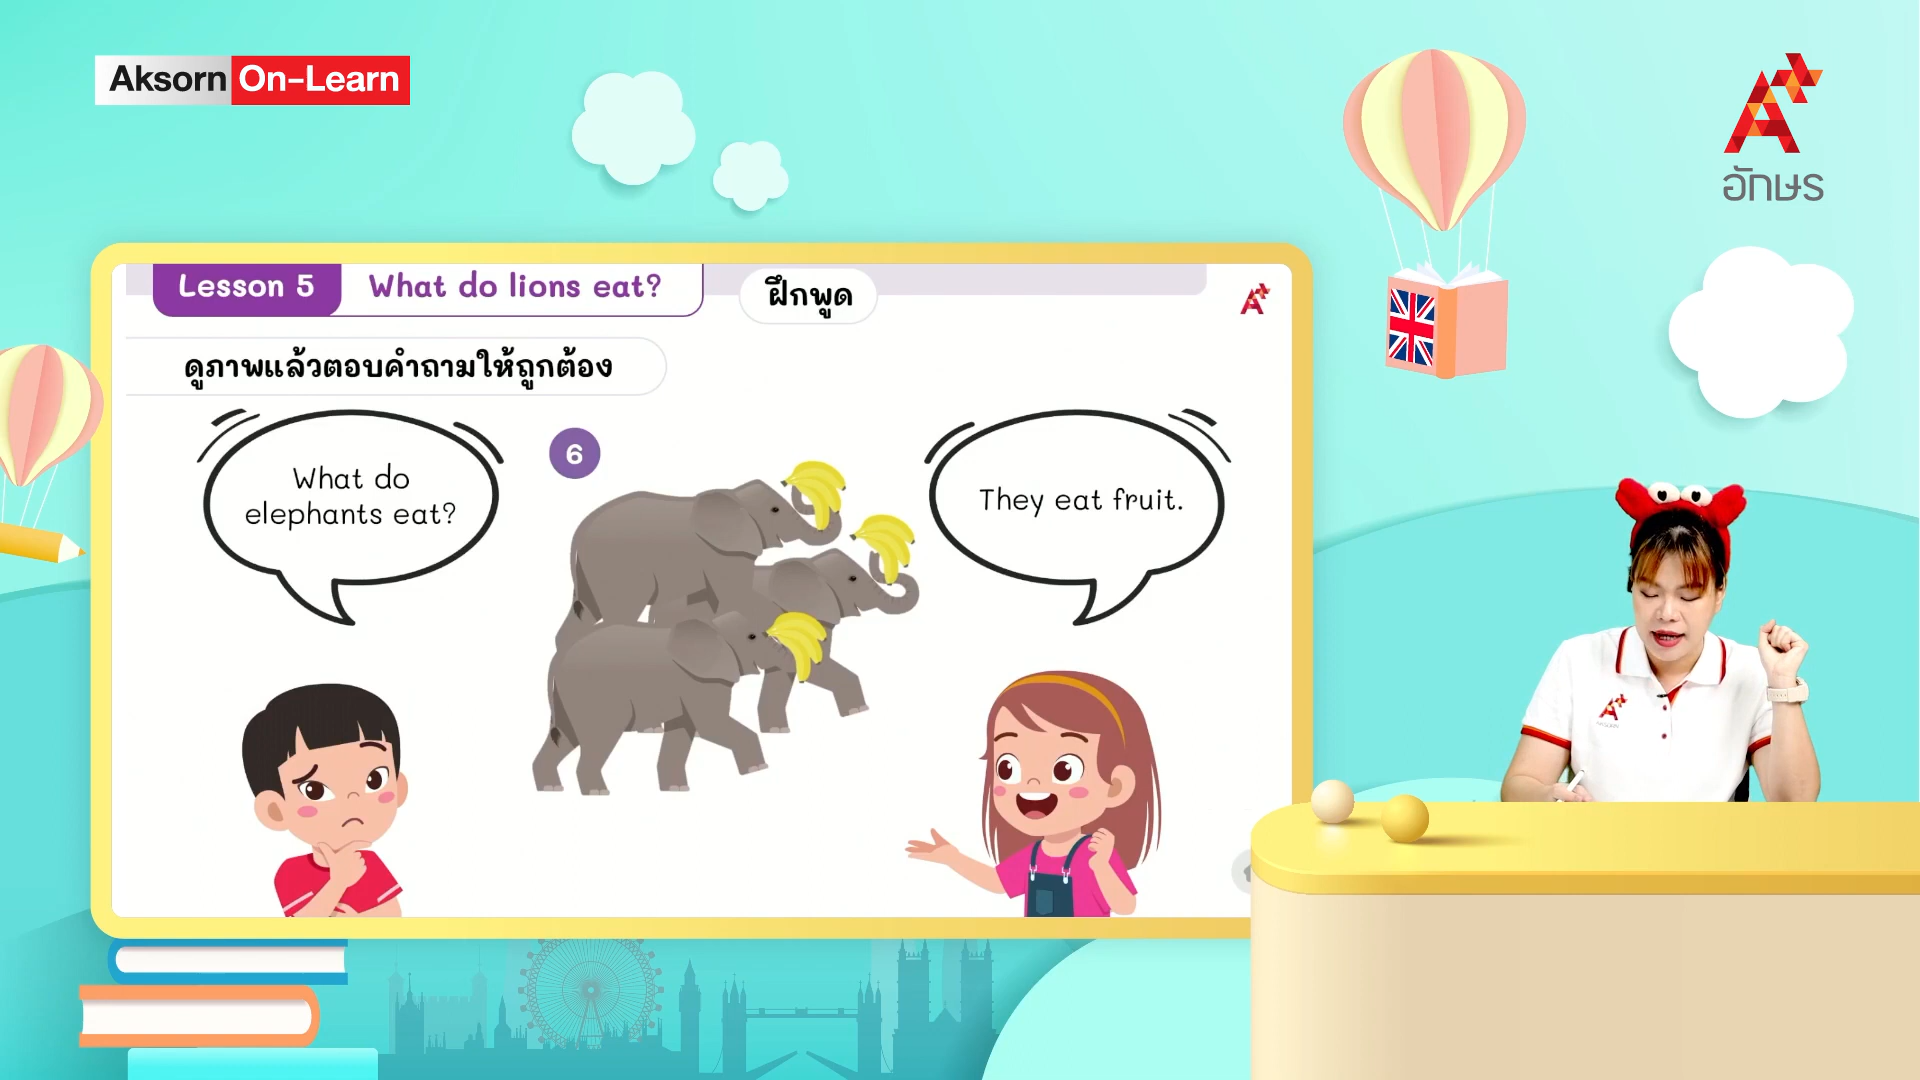 Aksorn On-Learn
อักษร
Lesson 5 What do lions eat? ฝึกพูด
ดูภาพแล้วตอบคำถามให้ถูกต้อง
What do
elephants eat?
6
They eat fruit.